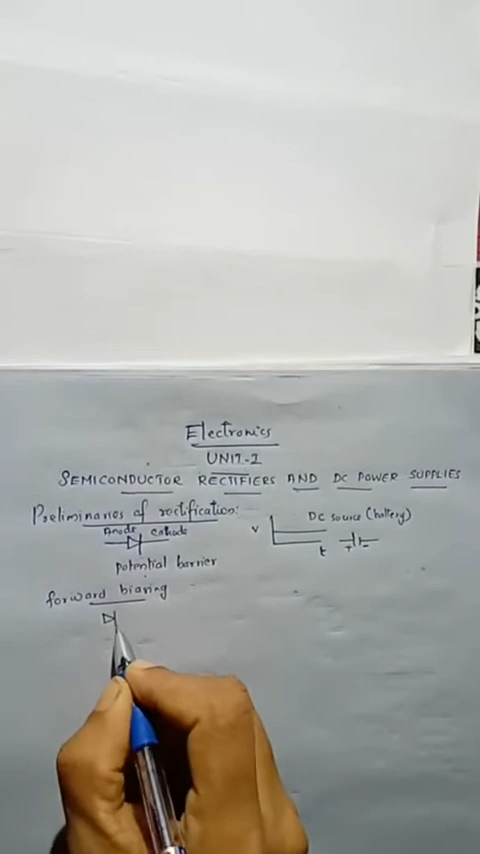 Electronics
UNIT-I
SEMICONDUCTOR RECTIFIERS AND DC POWER SUPPLIES
Preliminaries of rectification:
Anode cathode
V DC source (battery)
t + -
potential barrier
forward biasing